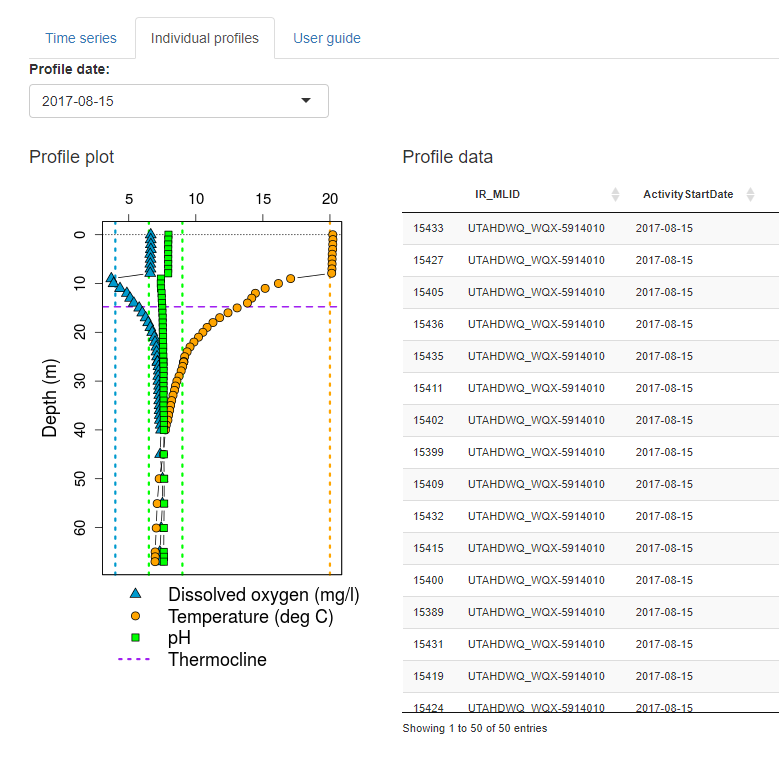 Time series Individual profiles User guide
Profile date:
2017-08-15
Profile plot
5 10 15 20
0
10
20
30
40
50
60
Depth (m)
Dissolved oxygen (mg/l)
Temperature (deg C)
pH
Thermocline
Profile data
IR_MLID ActivityStartDate
15433 UTAHDWQ_WQX-5914010 2017-08-15
15427 UTAHDWQ_WQX-5914010 2017-08-15
15405 UTAHDWQ_WQX-5914010 2017-08-15
15436 UTAHDWQ_WQX-5914010 2017-08-15
15435 UTAHDWQ_WQX-5914010 2017-08-15
15411 UTAHDWQ_WQX-5914010 2017-08-15
15402 UTAHDWQ_WQX-5914010 2017-08-15
15399 UTAHDWQ_WQX-5914010 2017-08-15
15409 UTAHDWQ_WQX-5914010 2017-08-15
15432 UTAHDWQ_WQX-5914010 2017-08-15
15415 UTAHDWQ_WQX-5914010 2017-08-15
15400 UTAHDWQ_WQX-5914010 2017-08-15
15389 UTAHDWQ_WQX-5914010 2017-08-15
15431 UTAHDWQ_WQX-5914010 2017-08-15
15419 UTAHDWQ_WQX-5914010 2017-08-15
15424 UTAHDWQ_WQX-5914010 2017-08-15
Showing 1 to 50 of 50 entries